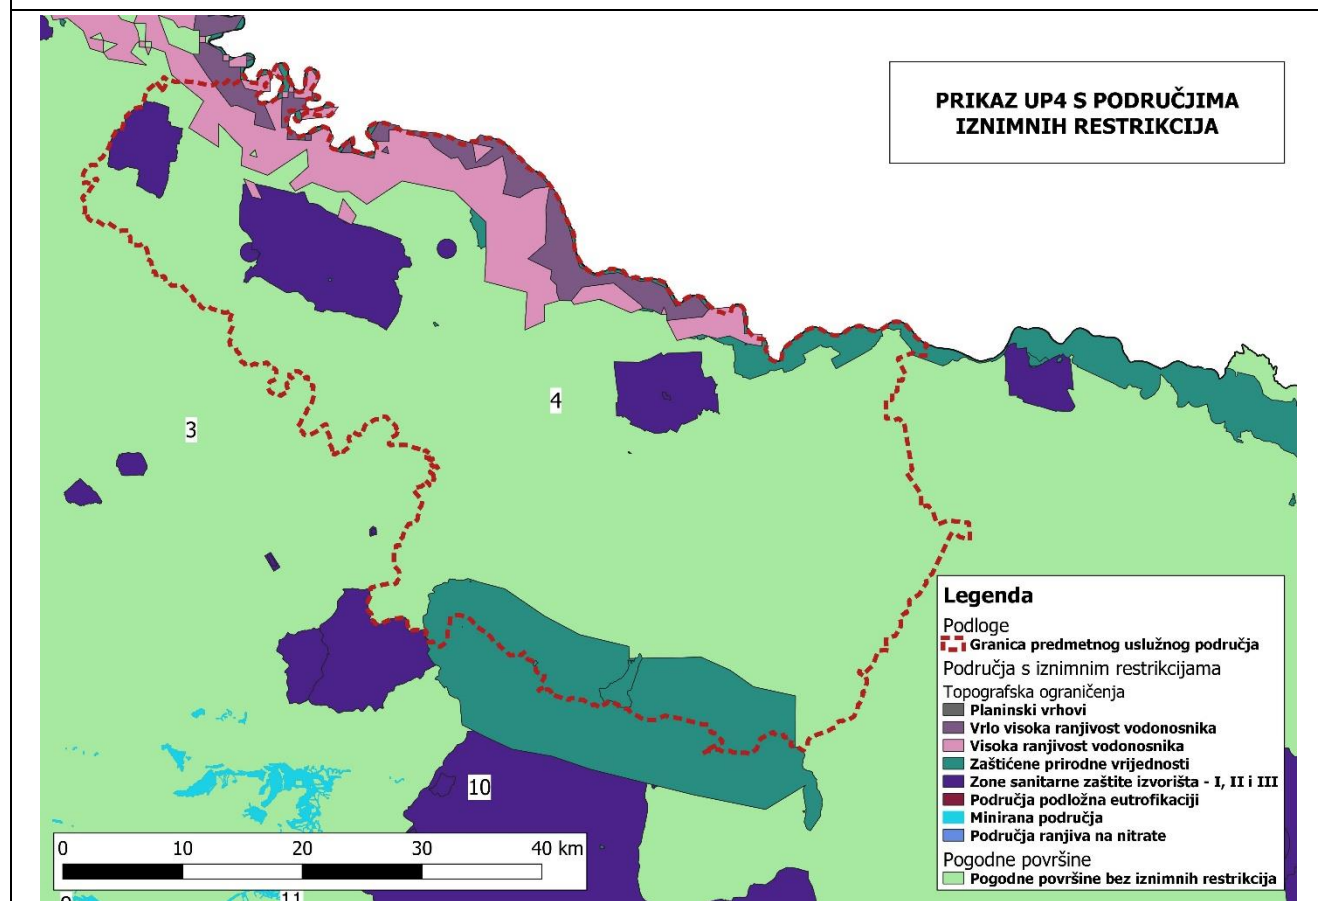 PRIKAZ UP4 S PODRUČJIMA
IZNIMNIH RESTRIKCIJA
4
3
10
11
Legenda
Podloge
Granica predmetnog uslužnog područja
Područja s iznimnim restrikcijama
Topografska ograničenja
Planinski vrhovi
Vrlo visoka ranjivost vodonosnika
Visoka ranjivost vodonosnika
Zaštićene prirodne vrijednosti
Zone sanitarne zaštite izvorišta - I, II i III
Područja podložna eutrofikaciji
Minirana područja
Područja ranjiva na nitrate
Pogodne površine
Pogodne površine bez iznimnih restrikcija
0 10 20 30 40 km